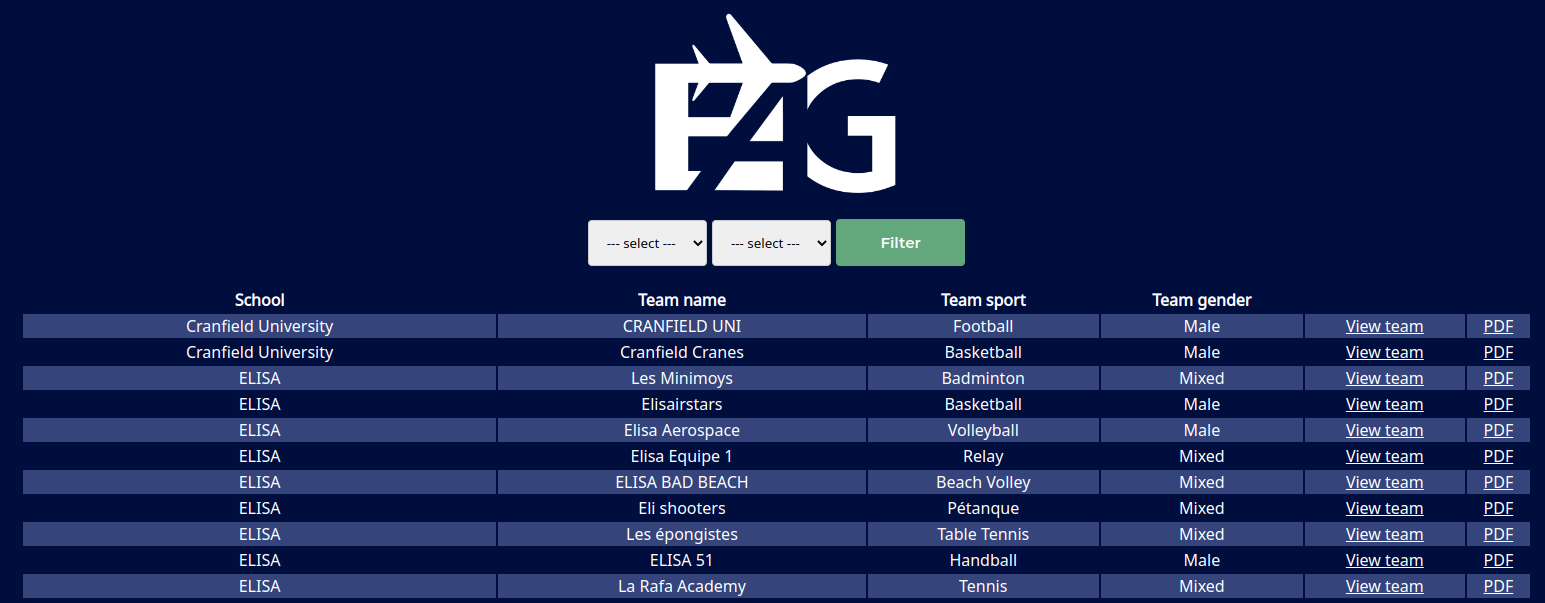 EAG
--- select --- --- select --- Filter
School Team name Team sport Team gender
Cranfield University CRANFIELD UNI Football Male View team PDF
Cranfield University Cranfield Cranes Basketball Male View team PDF
ELISA Les Minimoys Badminton Mixed View team PDF
ELISA Elisairstars Basketball Male View team PDF
ELISA Elisa Aerospace Volleyball Male View team PDF
ELISA Elisa Equipe 1 Relay Mixed View team PDF
ELISA ELISA BAD BEACH Beach Volley Mixed View team PDF
ELISA Eli shooters Pétanque Mixed View team PDF
ELISA Les épongistes Table Tennis Mixed View team PDF
ELISA ELISA 51 Handball Male View team PDF
ELISA La Rafa Academy Tennis Mixed View team PDF